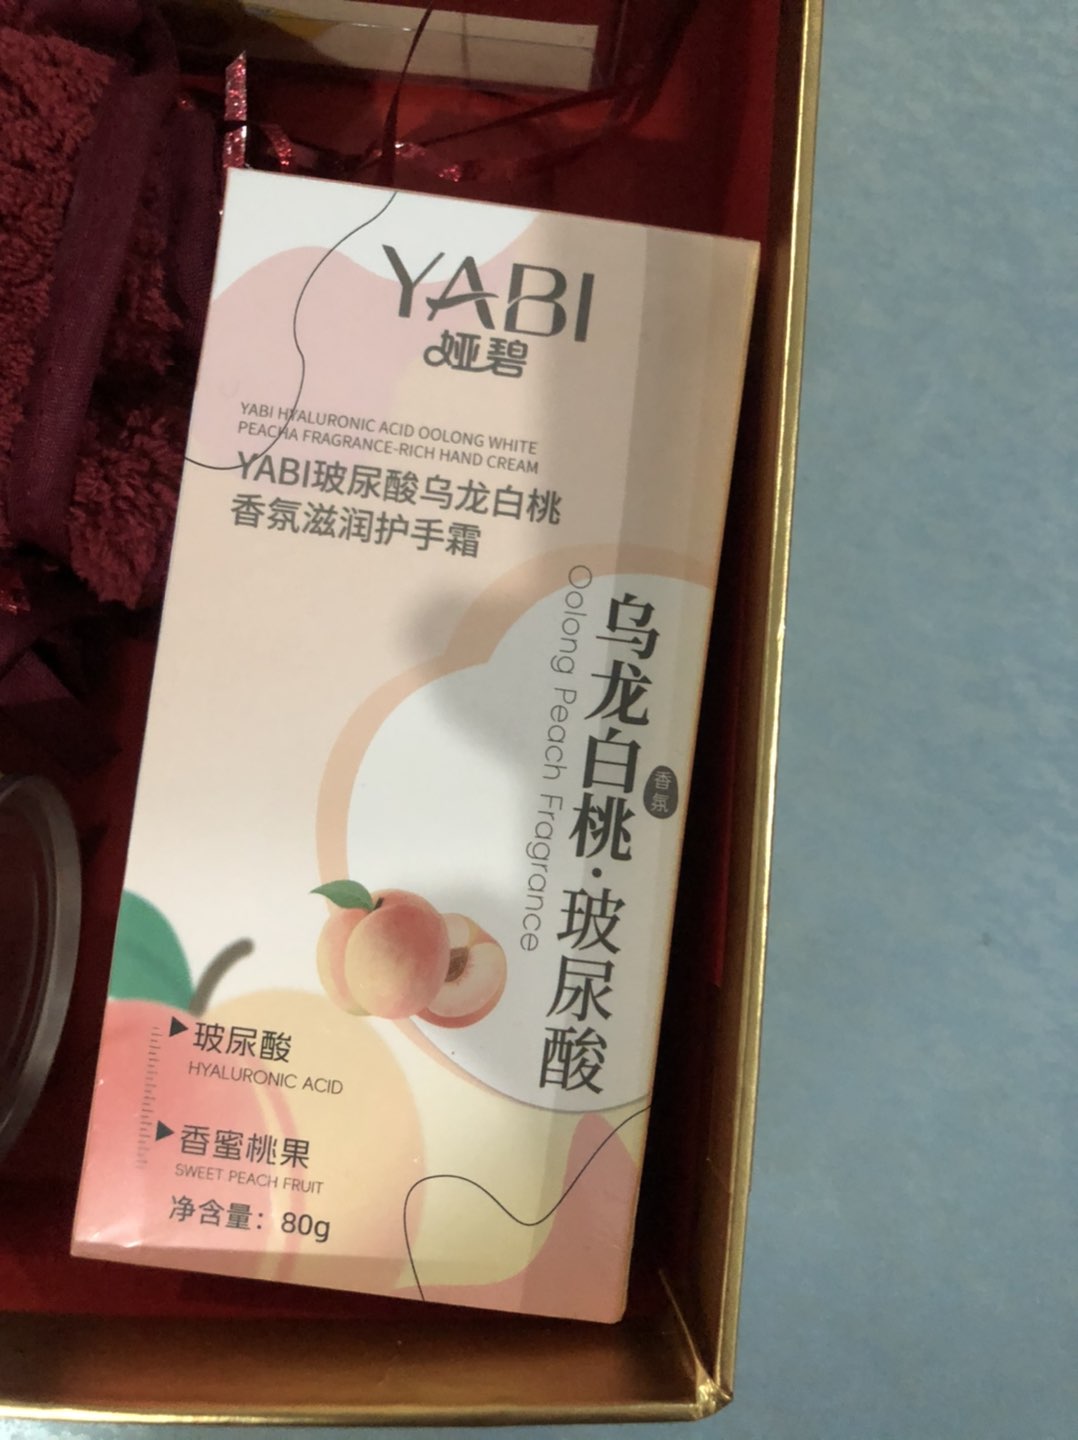 YABI
娅碧
YABI HYALURONIC ACID OOLONG WHITE
PEACHA FRAGRANCE-RICH HAND CREAM
YABI玻尿酸乌龙白桃
香氛滋润护手霜
乌龙白桃·玻尿酸
香氛
Oolong Peach Fragrance
玻尿酸
HYALURONIC ACID
香蜜桃果
SWEET PEACH FRUIT
净含量：80g